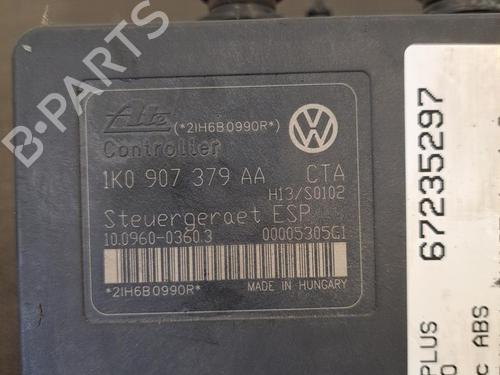 B-PARTS
Ate (*2IH6B0990R*)
Controller
1K0 907 379 AA CTA
H13/S0102
Steuergeraet ESP
10.0960-0360.3 00005305G1
*2IH6B0990R* MADE IN HUNGARY
67235297
PLUS
ABS